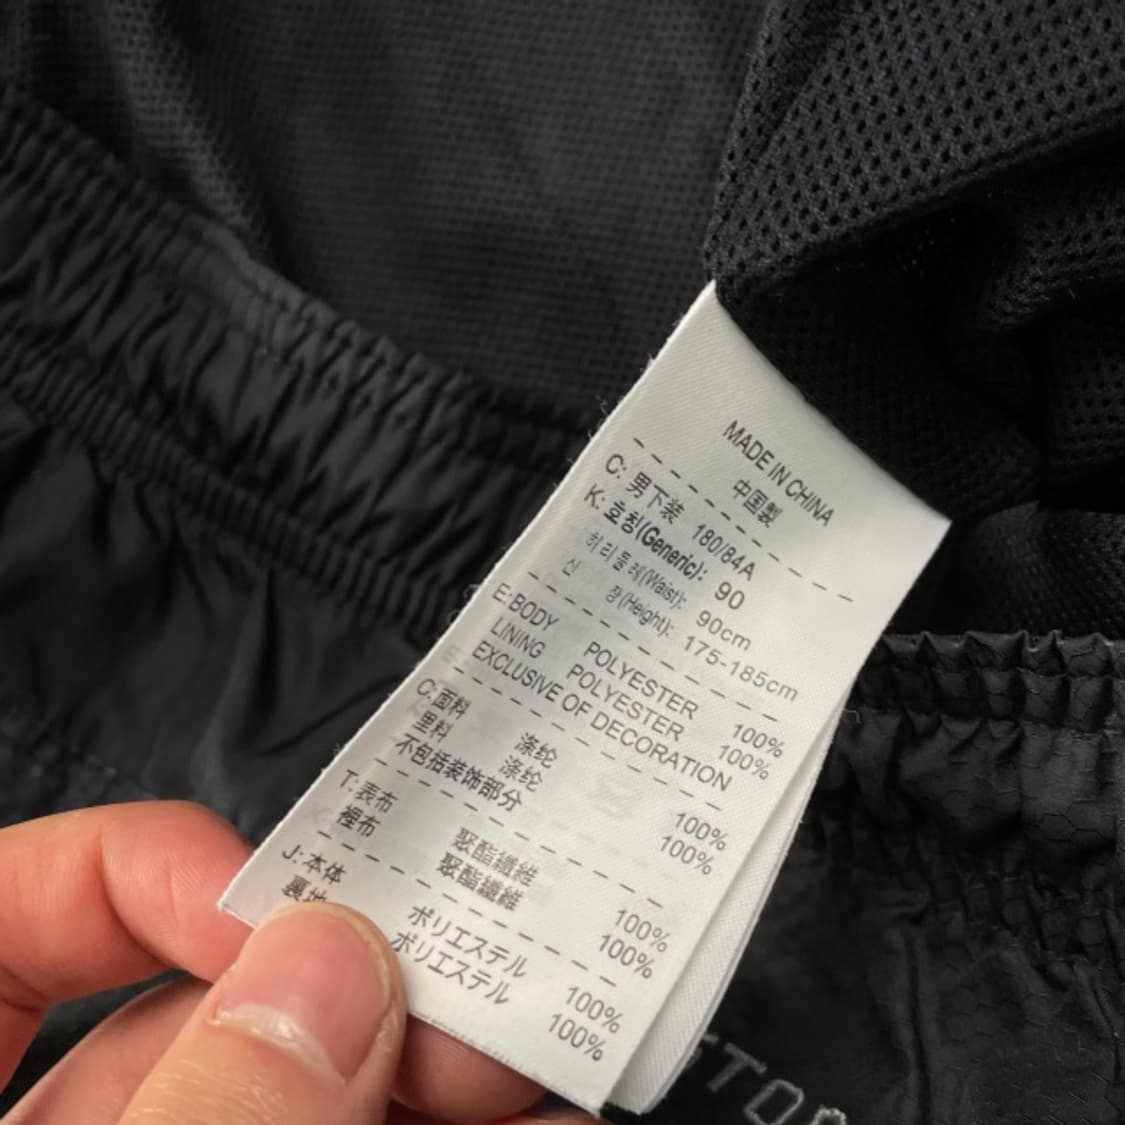 MADE IN CHINA
中国製
C: 男下装 180/84A
K: 호칭(Generic): 90
허리둘레(Waist): 90cm
신 장(Height): 175-185cm
E:BODY POLYESTER 100%
LINING POLYESTER 100%
EXCLUSIVE OF DECORATION
C:面料 涤纶 100%
里料 涤纶 100%
不包括装饰部分
T:表布 聚酯纖維 100%
裡布 聚酯纖維 100%
J:本体 ポリエステル 100%
裏地 ポリエステル 100%